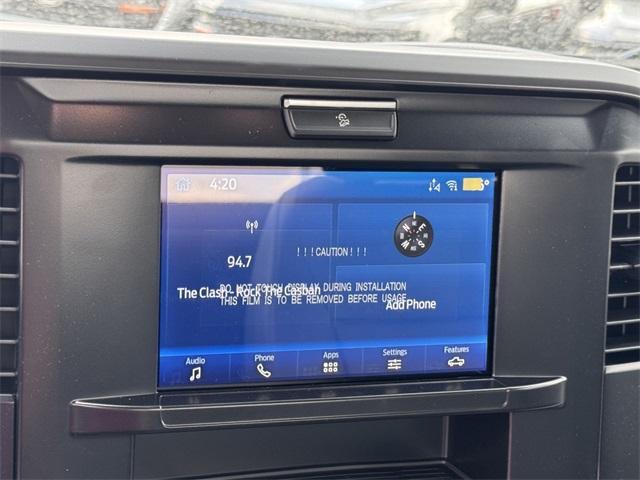 4:20
94.7
! ! ! CAUTION ! ! !
DO NOT TOUCH DISPLAY DURING INSTALLATION
The Clash - Rock The Casbah
THIS FILM IS TO BE REMOVED BEFORE USAGE
Add Phone
Audio Phone Apps Settings Features